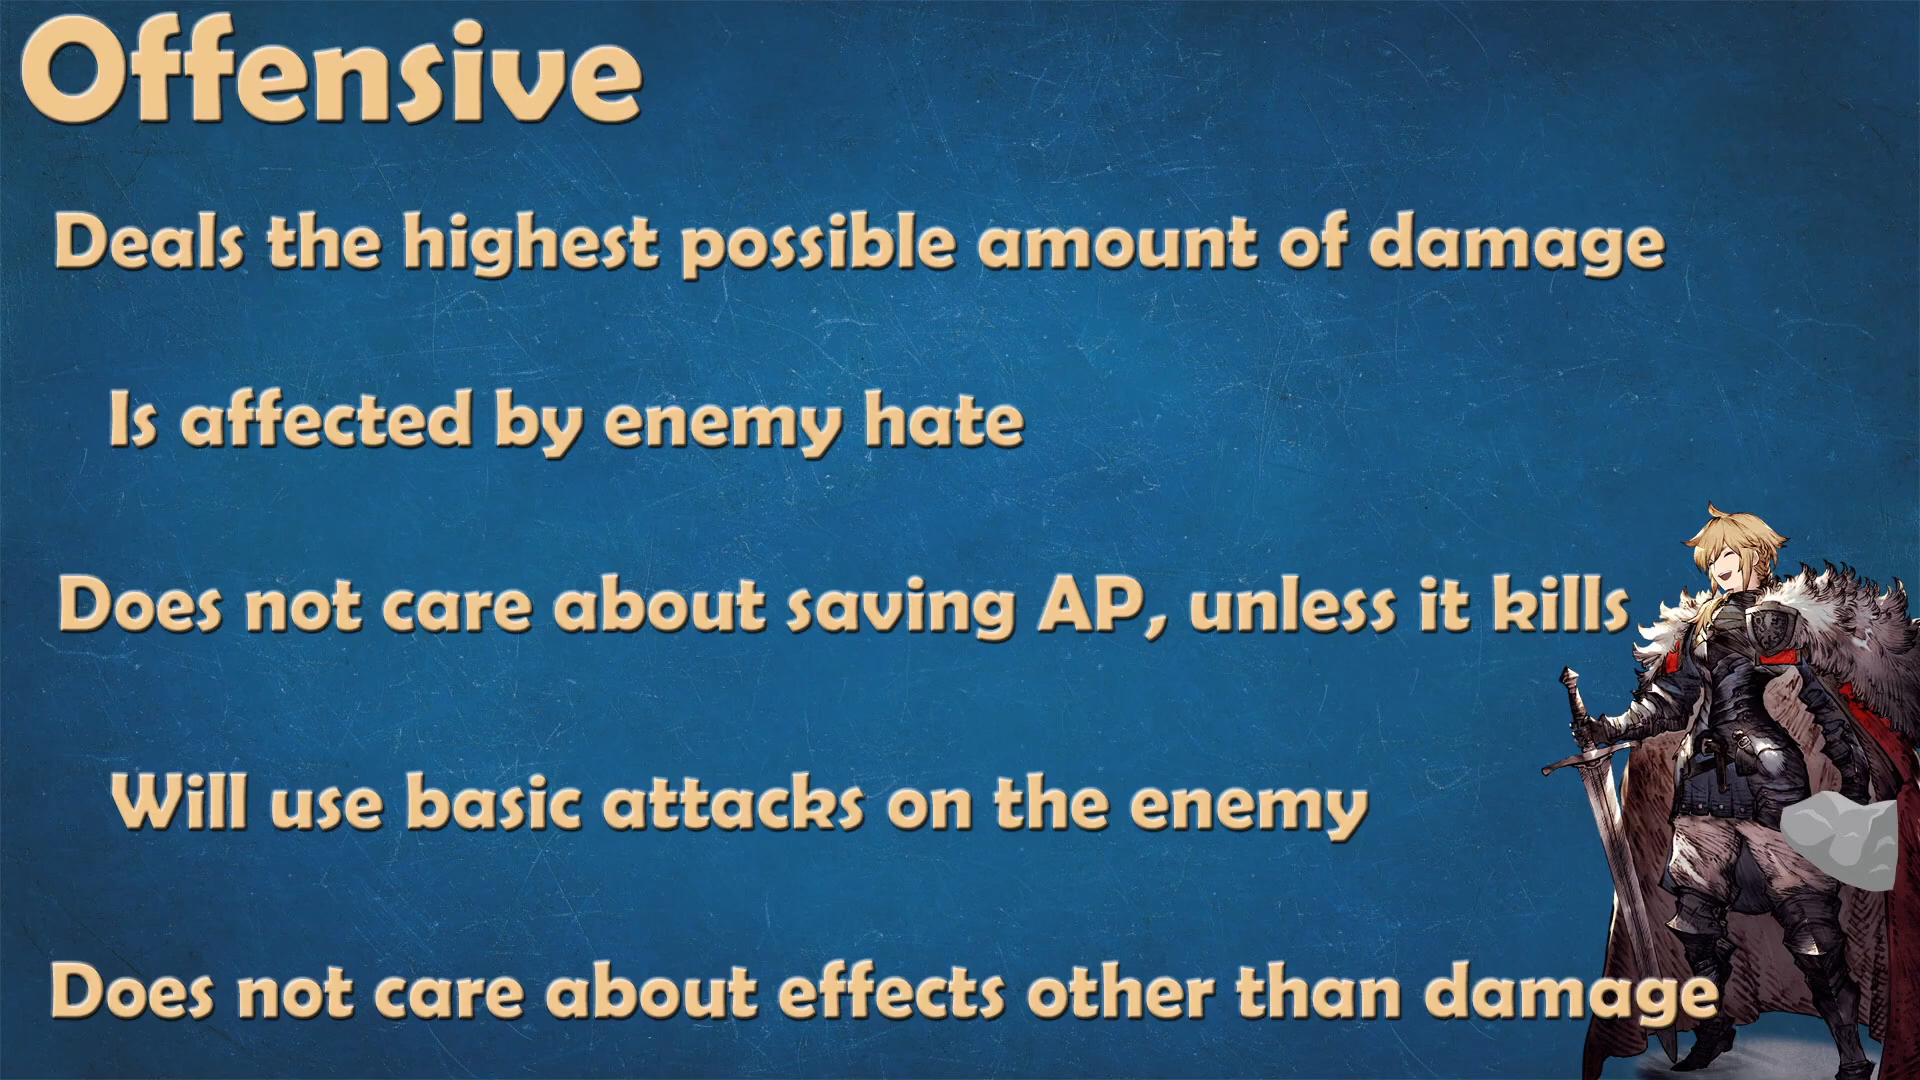 Offensive
Deals the highest possible amount of damage
Is affected by enemy hate
Does not care about saving AP, unless it kills
Will use basic attacks on the enemy
Does not care about effects other than damage